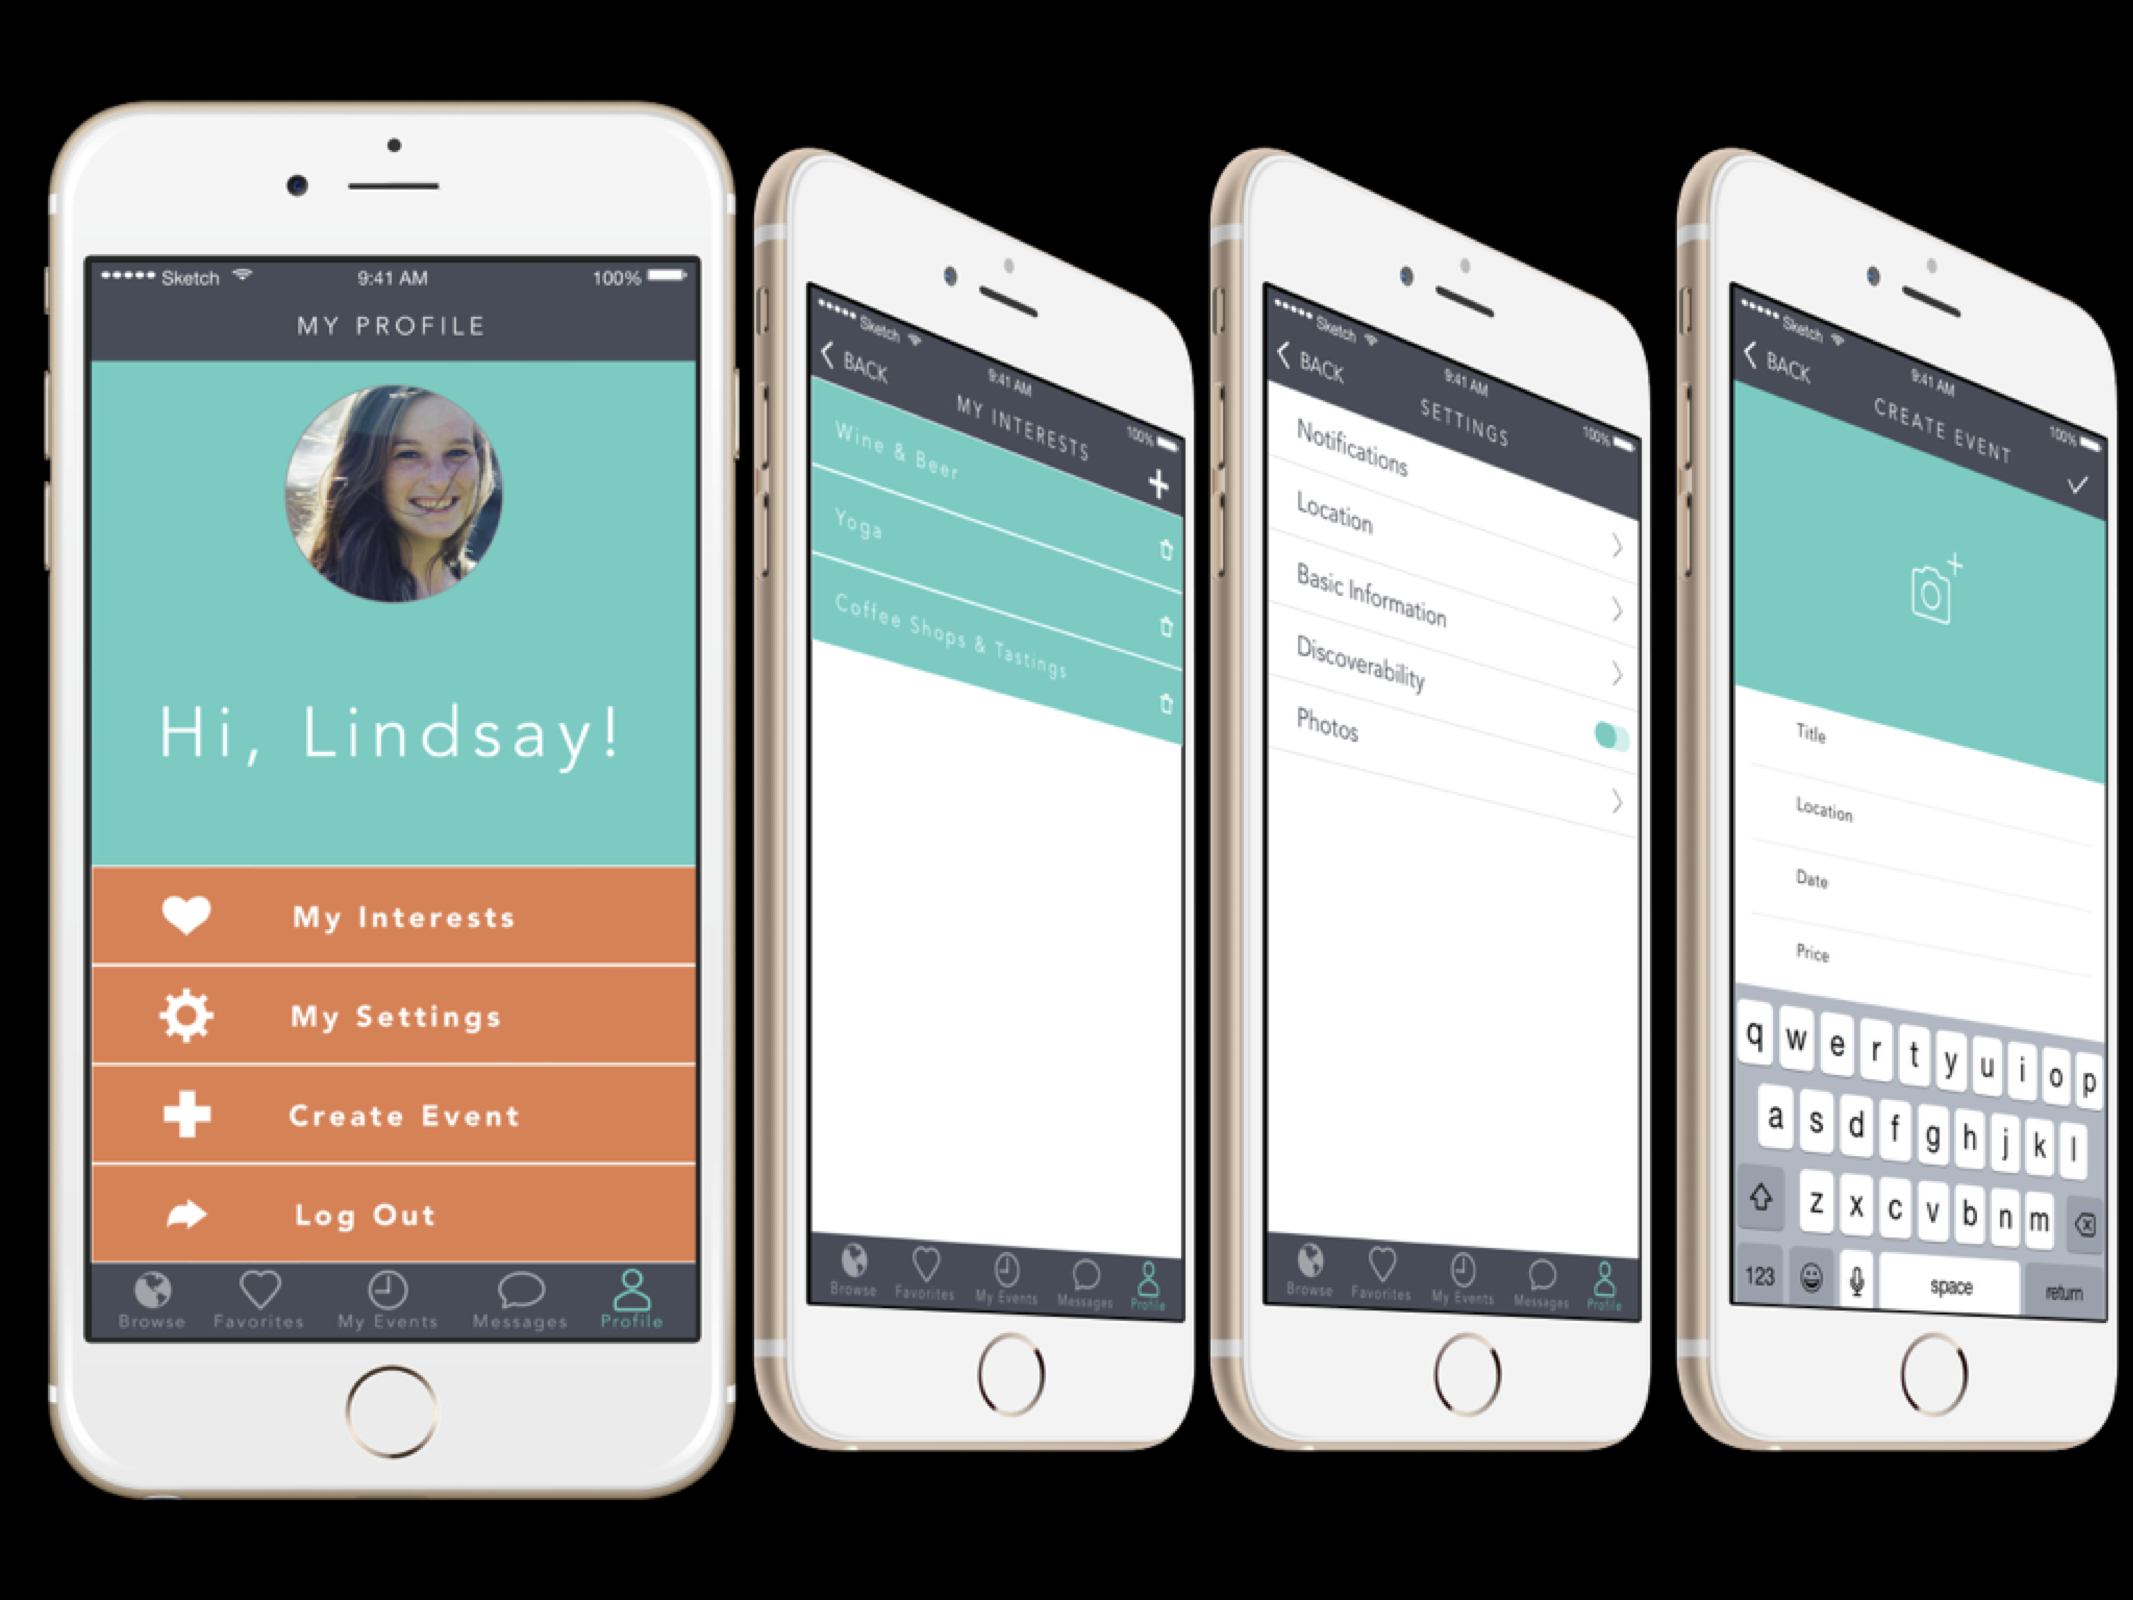 Sketch 9:41 AM 100%
MY PROFILE
Hi, Lindsay!
My Interests
My Settings
Create Event
Log Out
Browse Favorites My Events Messages Profile
Sketch 9:41 AM 100%
BACK MY INTERESTS
Wine & Beer
Yoga
Coffee Shops & Tastings
Browse Favorites My Events Messages Profile
Sketch 9:41 AM 100%
BACK SETTINGS
Notifications
Location
Basic Information
Discoverability
Photos
Browse Favorites My Events Messages Profile
Sketch 9:41 AM 100%
BACK CREATE EVENT
Title
Location
Date
Price
q w e r t y u i o p
a s d f g h j k l
z x c v b n m
123 space return